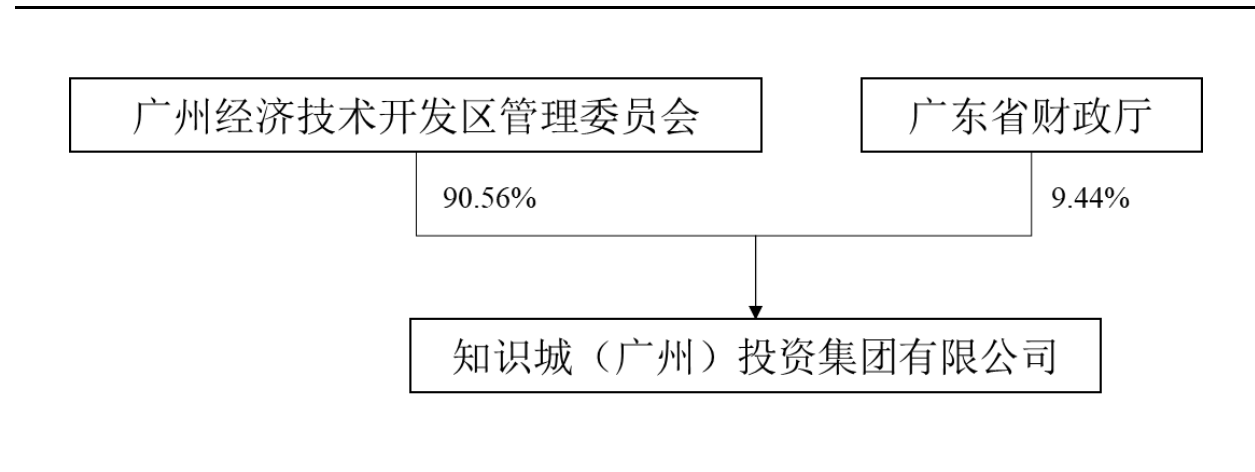 广州经济技术开发区管理委员会
广东省财政厅
90.56%
9.44%
知识城（广州）投资集团有限公司